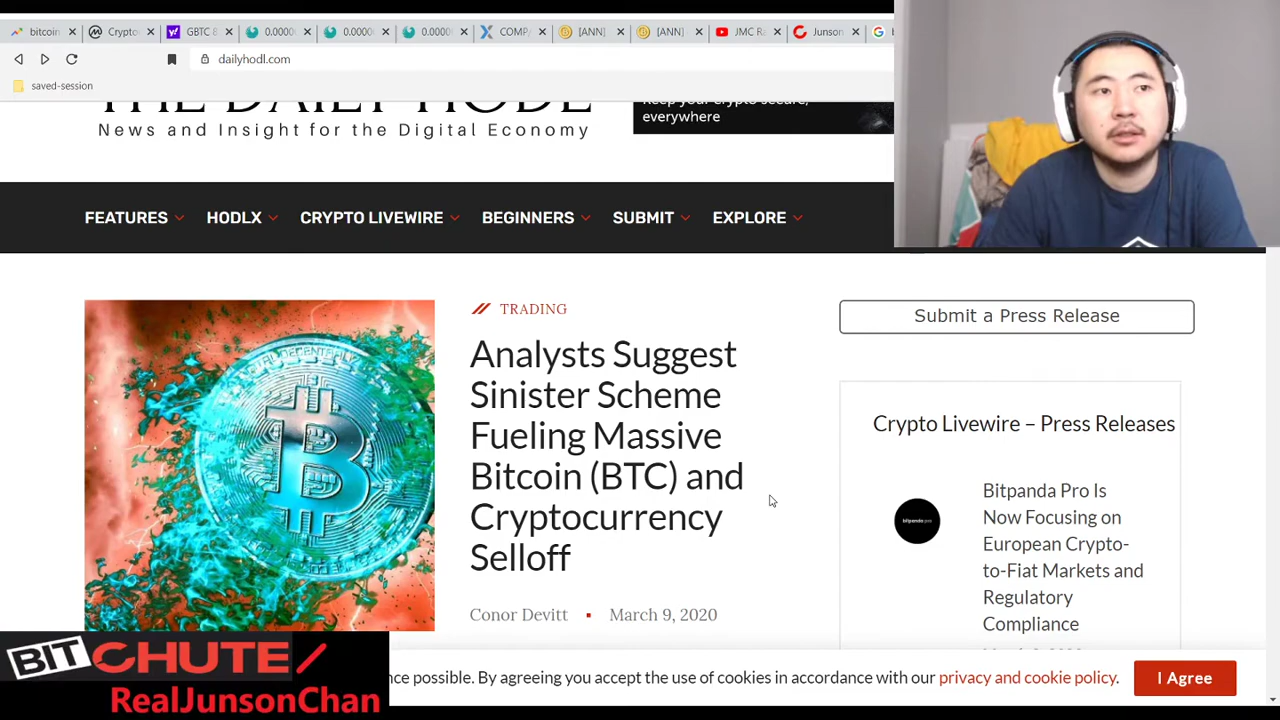 bitcoin
Crypto
GBTC &
0.0000
0.000
0.0000
COMP
[ANN]
[ANN]
JMC R
Junson
dailyhodl.com
saved-session
THE DAILY HODL
News and Insight for the Digital Economy
Keep your crypto secure,
everywhere
FEATURES
HODLX
CRYPTO LIVEWIRE
BEGINNERS
SUBMIT
EXPLORE
TRADING
Analysts Suggest
Sinister Scheme
Fueling Massive
Bitcoin (BTC) and
Cryptocurrency
Selloff
Conor Devitt
March 9, 2020
Submit a Press Release
Crypto Livewire – Press Releases
bitpanda pro
Bitpanda Pro Is
Now Focusing on
European Crypto-
to-Fiat Markets and
Regulatory
Compliance
nce possible. By agreeing you accept the use of cookies in accordance with our privacy and cookie policy.
I Agree
BITCHUTE/
RealJunsonChan